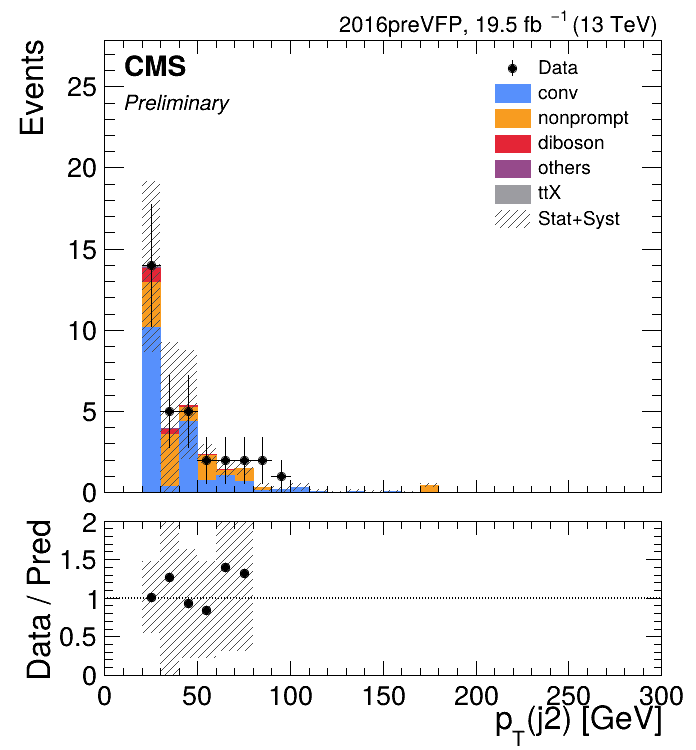 2016preVFP, 19.5 fb ⁻¹ (13 TeV)
Events
CMS
Preliminary
Data
conv
nonprompt
diboson
others
ttX
Stat+Syst
25
20
15
10
5
0
Data / Pred
2
1.5
1
0.5
0
0 50 100 150 200 250 300
p_T(j2) [GeV]